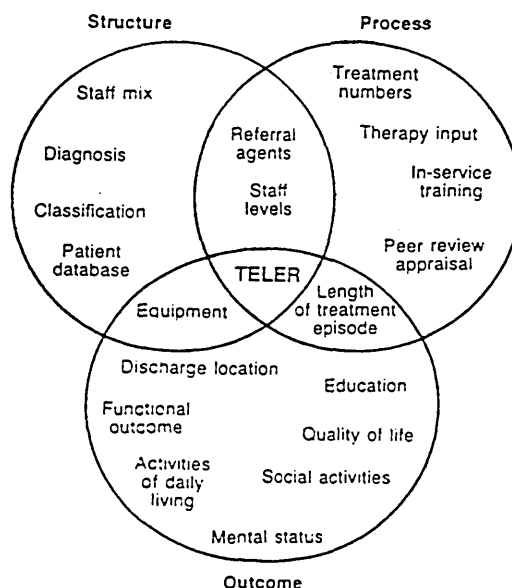 Structure
Process
Staff mix
Diagnosis
Classification
Patient
database
Referral
agents
Staff
levels
Treatment
numbers
Therapy input
In-service
training
Peer review
appraisal
TELER
Equipment
Length
of treatment
episode
Discharge location
Education
Functional
outcome
Quality of life
Activities
of daily
living
Social activities
Mental status
Outcome